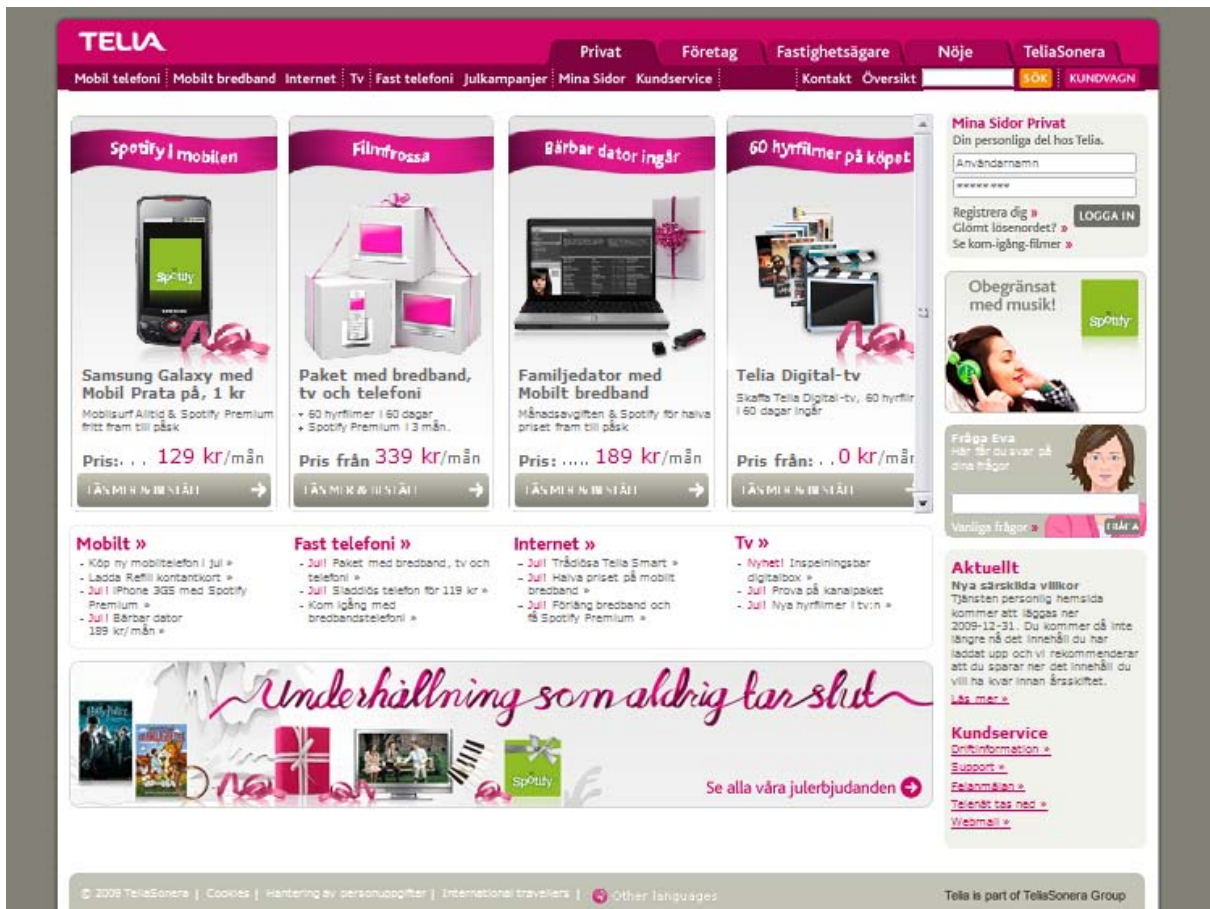 TELIA
Privat Företag Fastighetsägare Nöje TeliaSonera
Mobil telefoni Mobilt bredband Internet Tv Fast telefoni Julkampanjer Mina Sidor Kundservice Kontakt Översikt SÖK KUNDVAGN
Spotify i mobilen
Spotify
SAMSUNG
Samsung Galaxy med
Mobil Prata på, 1 kr
Mobilsurf Alltid & Spotify Premium
fritt fram till påsk
Pris:. . . 129 kr/mån
LÄS MER & BESTÄLL
Filmfrossa
Paket med bredband,
tv och telefoni
+ 60 hyrfilmer i 60 dagar
+ Spotify Premium i 3 mån.
Pris från 339 kr/mån
LÄS MER & BESTÄLL
Bärbar dator ingår
Familjedator med
Mobilt bredband
Månadsavgiften & Spotify för halva
priset fram till påsk
Pris: ..... 189 kr/mån
LÄS MER & BESTÄLL
60 hyrfilmer på köpet
Telia Digital-tv
Skaffa Telia Digital-tv, 60 hyrfilr
i 60 dagar ingår
Pris från: . . 0 kr/mån
LÄS MER & BESTÄLL
Mobilt »
- Köp ny mobiltelefon i jul »
- Ladda Refill kontantkort »
- Jul! iPhone 3GS med Spotify
Premium »
- Jul! Bärbar dator
189 kr/mån »
Fast telefoni »
- Jul! Paket med bredband, tv och
telefoni »
- Jul! Sladdlös telefon för 119 kr »
- Kom igång med
bredbandstelefoni »
Internet »
- Jul! Trådlösa Telia Smart »
- Jul! Halva priset på mobilt
bredband »
- Jul! Förläng bredband och
få Spotify Premium »
Tv »
- Nyhet! Inspelningsbar
digitalbox »
- Jul! Prova på kanalpaket
- Jul! Nya hyrfilmer i tv:n »
Underhållning som aldrig tar slut
Harry Potter
Spotify
Se alla våra julerbjudanden
Mina Sidor Privat
Din personliga del hos Telia.
Användarnamn
********
Registrera dig »
LOGGA IN
Glömt lösenordet? »
Se kom-igång-filmer »
Obegränsat
med musik!
Spotify
Fråga Eva
Här får du svar på
dina frågor
Vanliga frågor »
FRÅGA
Aktuellt
Nya särskilda villkor
Tjänsten personlig hemsida
kommer att läggas ner
2009-12-31. Du kommer då inte
längre nå det innehåll du har
laddat upp och vi rekommenderar
att du sparar ner det innehåll du
vill ha kvar innan årsskiftet.
Läs mer »
Kundservice
Driftinformation »
Support »
Felanmälan »
Telenät tas ned »
Webmail »
© 2009 TeliaSonera | Cookies | Hantering av personuppgifter | International travellers | Other languages
Telia is part of TeliaSonera Group